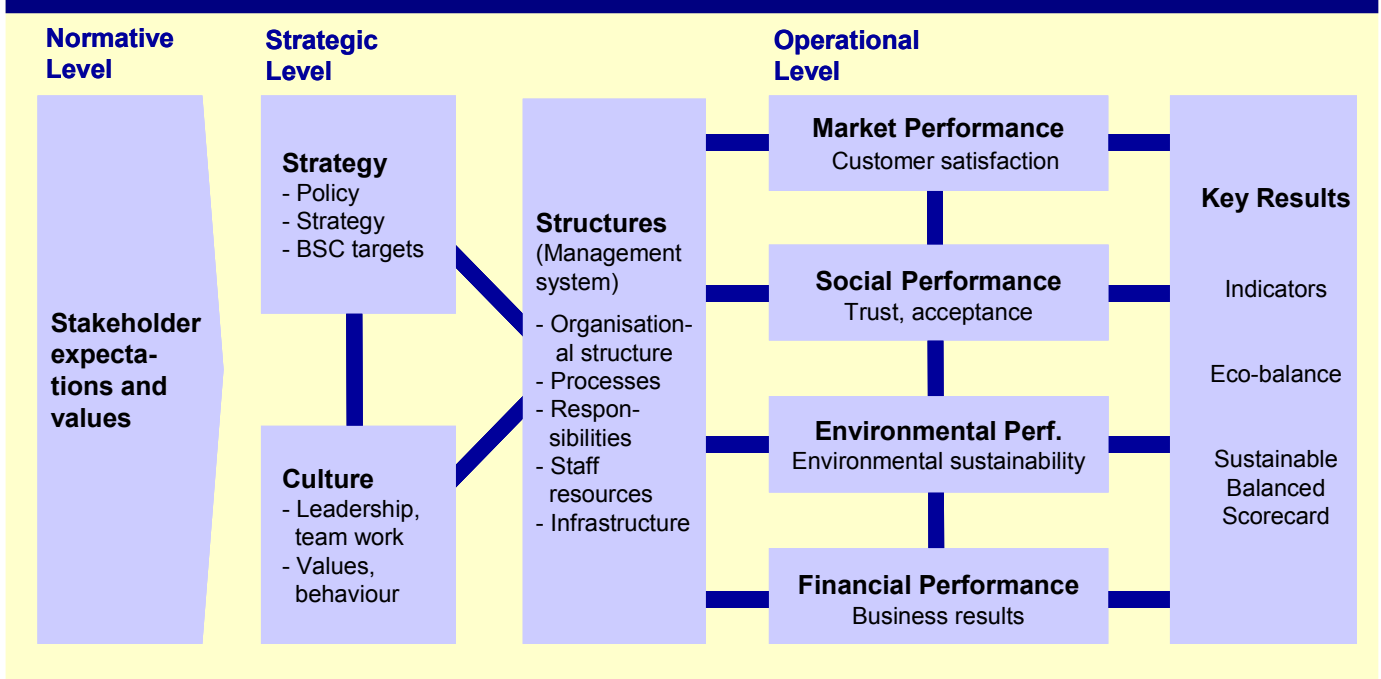 Normative
Level
Strategic
Level
Operational
Level
Stakeholder
expecta-
tions and
values
Strategy
- Policy
- Strategy
- BSC targets
Culture
- Leadership,
team work
- Values,
behaviour
Structures
(Management
system)
- Organisation-
al structure
- Processes
- Respon-
sibilities
- Staff
resources
- Infrastructure
Market Performance
Customer satisfaction
Social Performance
Trust, acceptance
Environmental Perf.
Environmental sustainability
Financial Performance
Business results
Key Results
Indicators
Eco-balance
Sustainable
Balanced
Scorecard